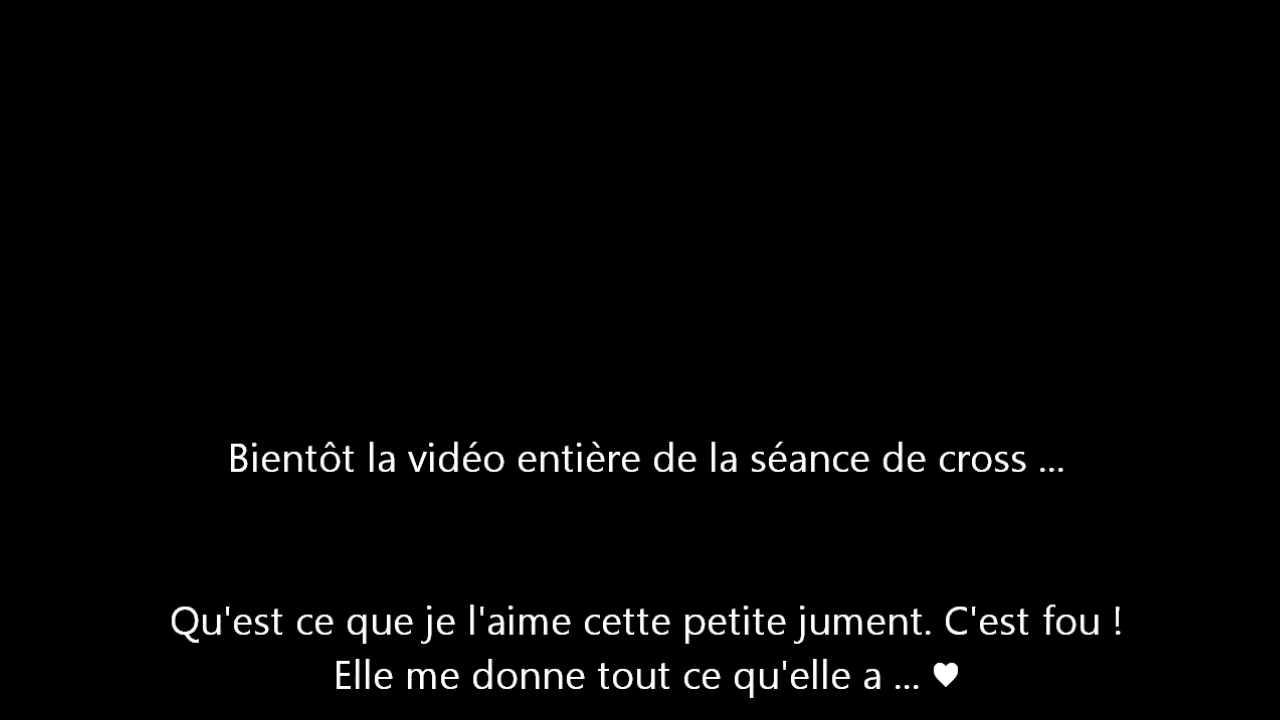 Bientôt la vidéo entière de la séance de cross ...
Qu'est ce que je l'aime cette petite jument. C'est fou !
Elle me donne tout ce qu'elle a ... ♥